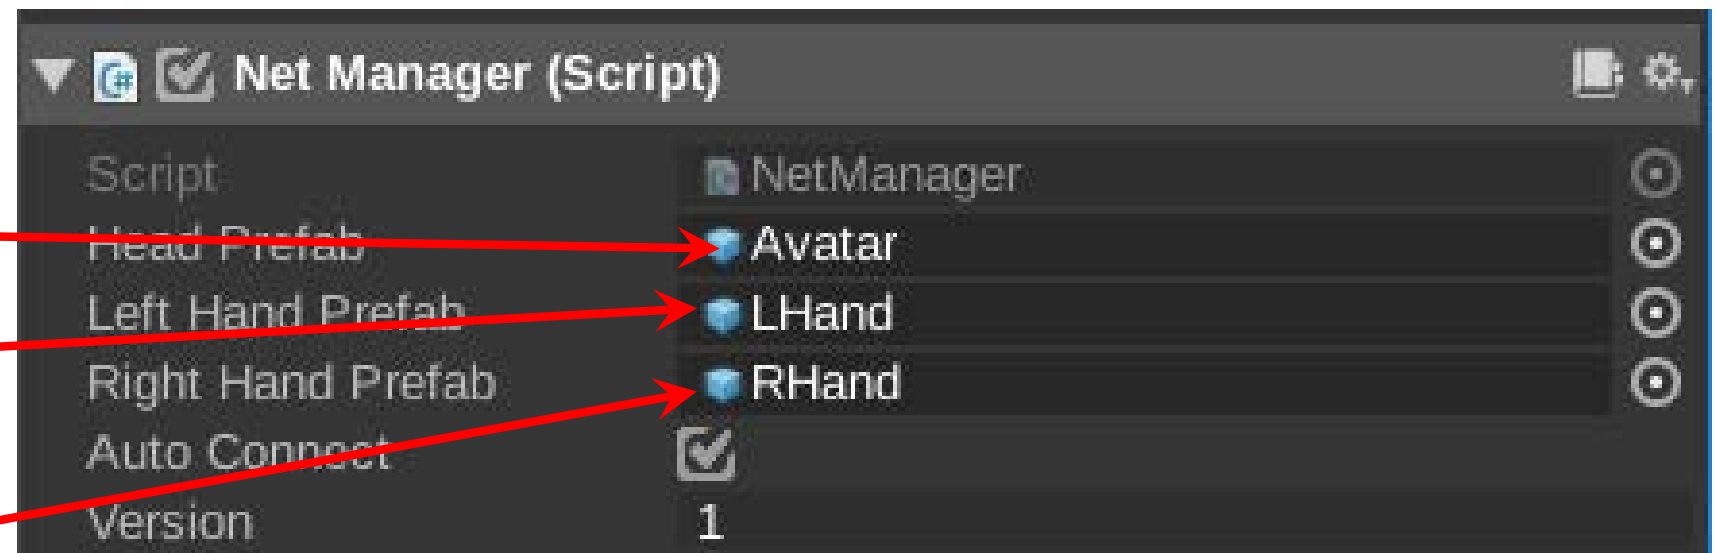 Net Manager (Script)
Script NetManager
Head Prefab Avatar
Left Hand Prefab LHand
Right Hand Prefab RHand
Auto Connect
Version 1